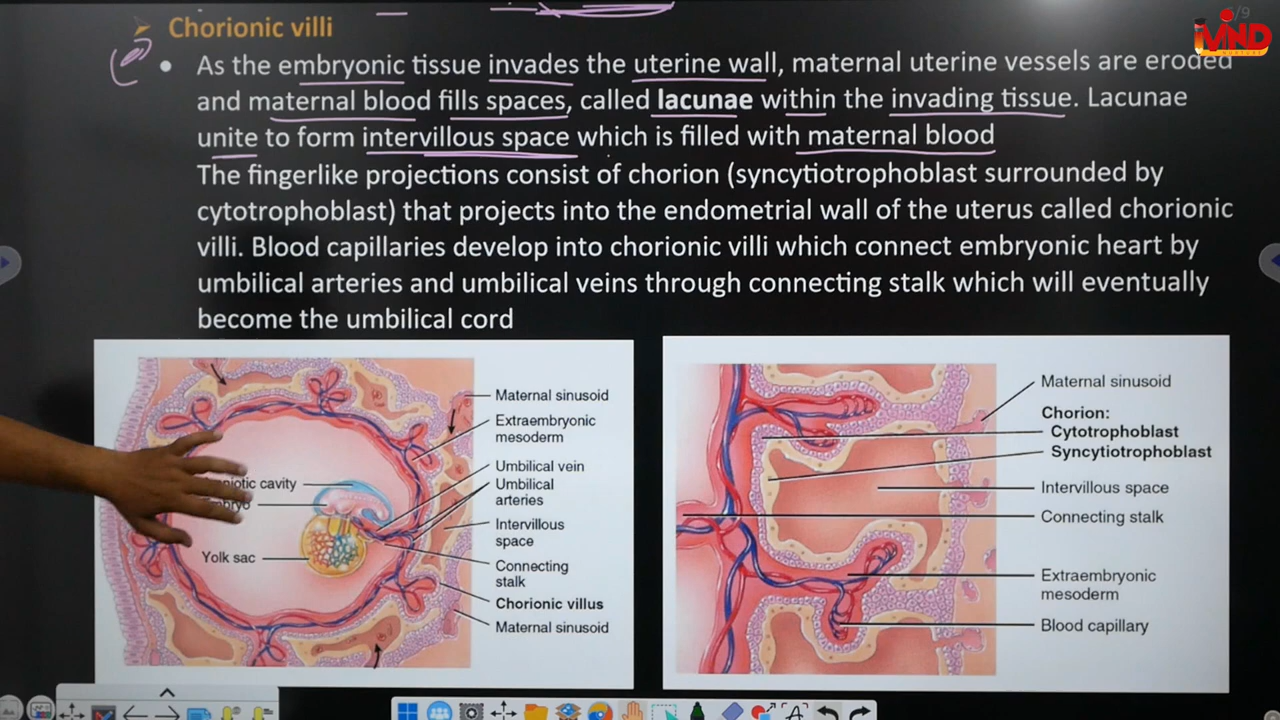 Chorionic villi
/9
MIND
As the embryonic tissue invades the uterine wall, maternal uterine vessels are eroded
and maternal blood fills spaces, called lacunae within the invading tissue. Lacunae
unite to form intervillous space which is filled with maternal blood
The fingerlike projections consist of chorion (syncytiotrophoblast surrounded by
cytotrophoblast) that projects into the endometrial wall of the uterus called chorionic
villi. Blood capillaries develop into chorionic villi which connect embryonic heart by
umbilical arteries and umbilical veins through connecting stalk which will eventually
become the umbilical cord
Maternal sinusoid
Extraembryonic
mesoderm
Umbilical vein
Umbilical
arteries
Intervillous
space
Connecting
stalk
Chorionic villus
Maternal sinusoid
cavity
Yolk sac
Maternal sinusoid
Chorion:
Cytotrophoblast
Syncytiotrophoblast
Intervillous space
Connecting stalk
Extraembryonic
mesoderm
Blood capillary